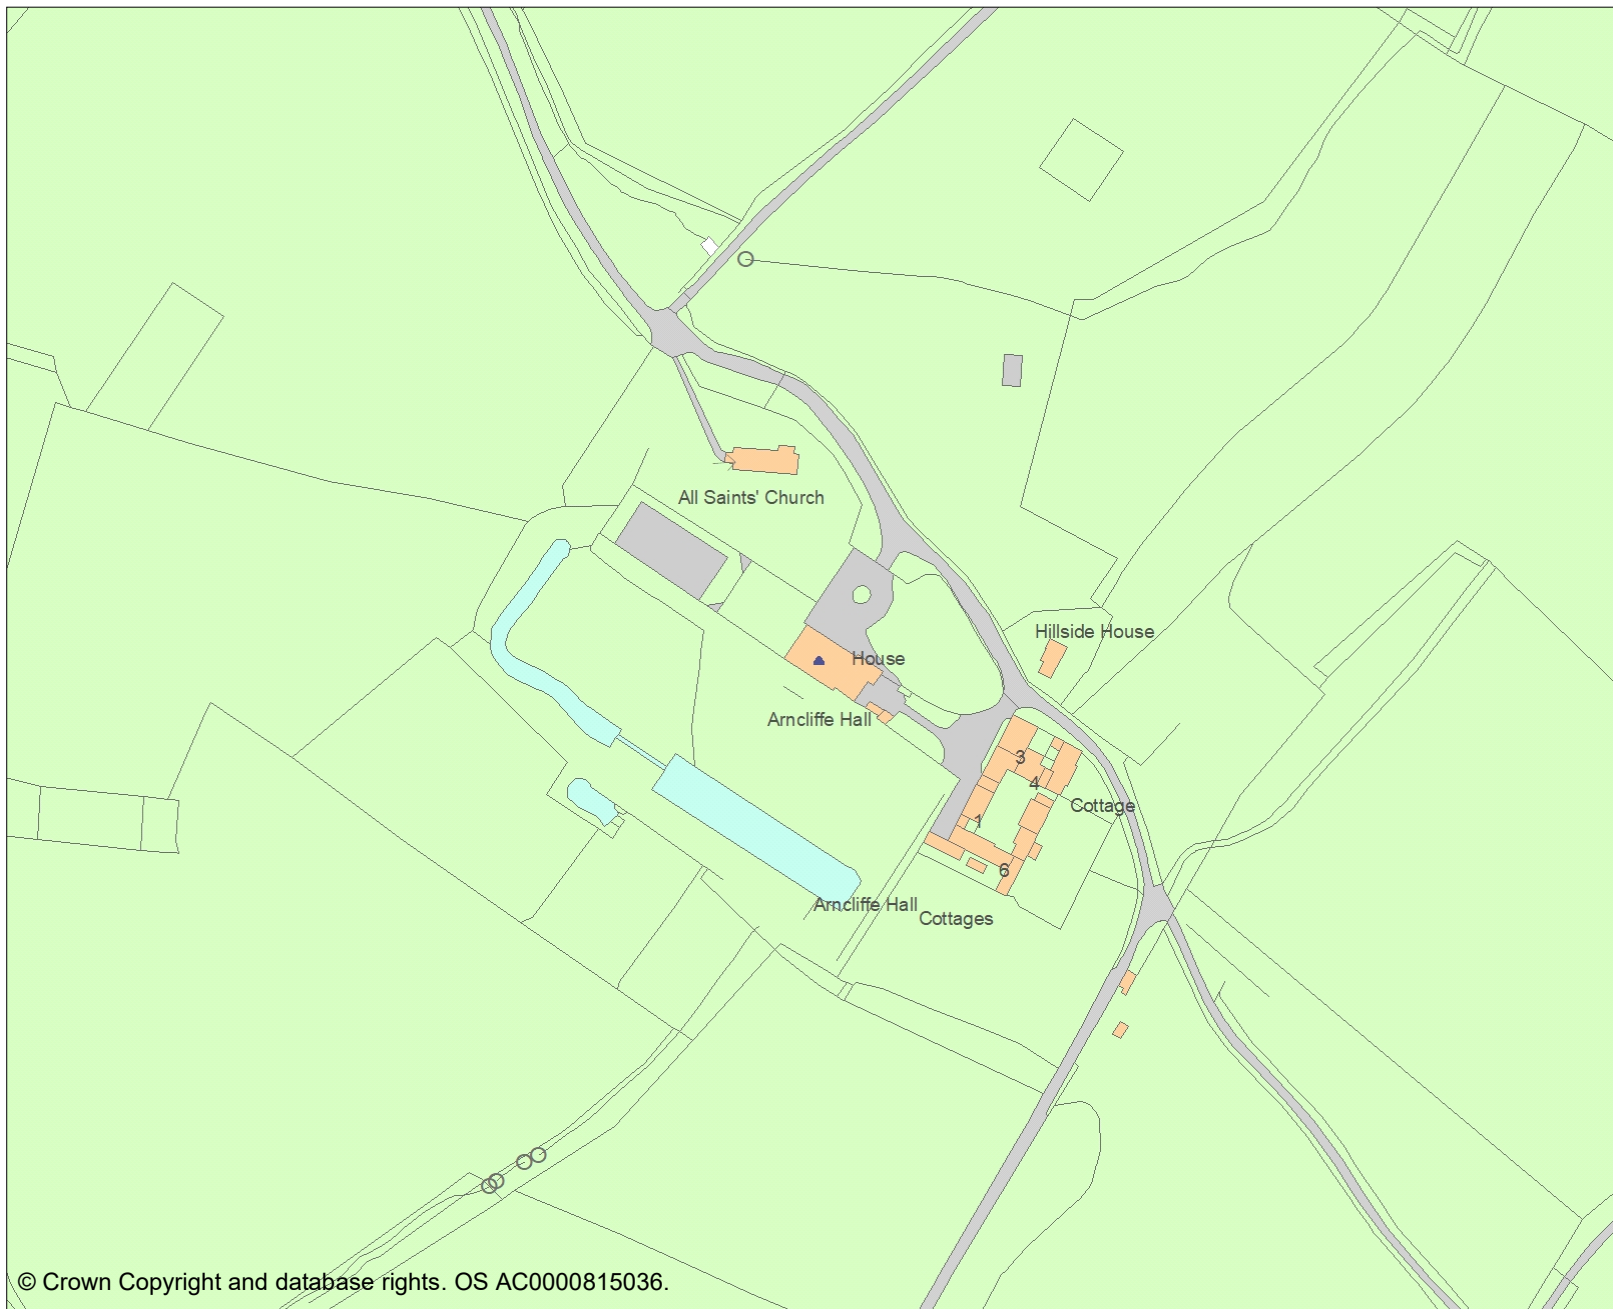 All Saints' Church
Hillside House
House
Arncliffe Hall
3
4
Cottage
1
6
Arncliffe Hall
Cottages
© Crown Copyright and database rights. OS AC0000815036.